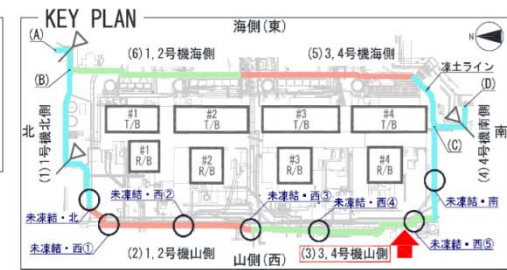 KEY PLAN
海側(東)
N
(A)
(6)1,2号機海側
(5)3,4号機海側
凍土ライン
(B)
(D)
#1
T/B
#2
T/B
#3
T/B
#4
T/B
北
南
(1)1号機北側
#1
R/B
#2
R/B
#3
R/B
#4
R/B
(C)
(4)4号機南側
未凍結・北
未凍結・西②
未凍結・西③
未凍結・西④
未凍結・南
未凍結・西①
(2)1,2号機山側
山側(西)
(3)3,4号機山側
未凍結・西⑤